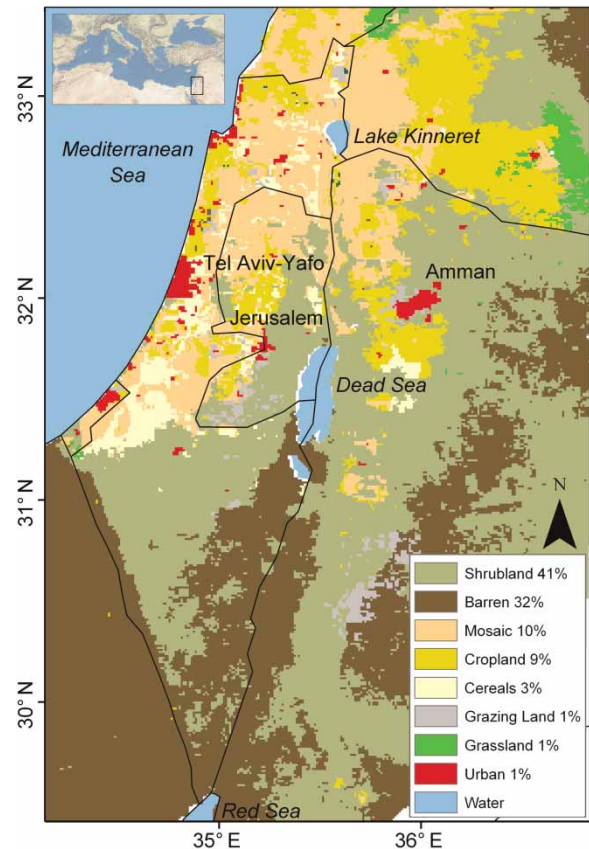 33° N
32° N
31° N
30° N
35° E
36° E
Mediterranean
Sea
Lake Kinneret
Tel Aviv-Yafo
Amman
Jerusalem
Dead Sea
Red Sea
N
Shrubland 41%
Barren 32%
Mosaic 10%
Cropland 9%
Cereals 3%
Grazing Land 1%
Grassland 1%
Urban 1%
Water